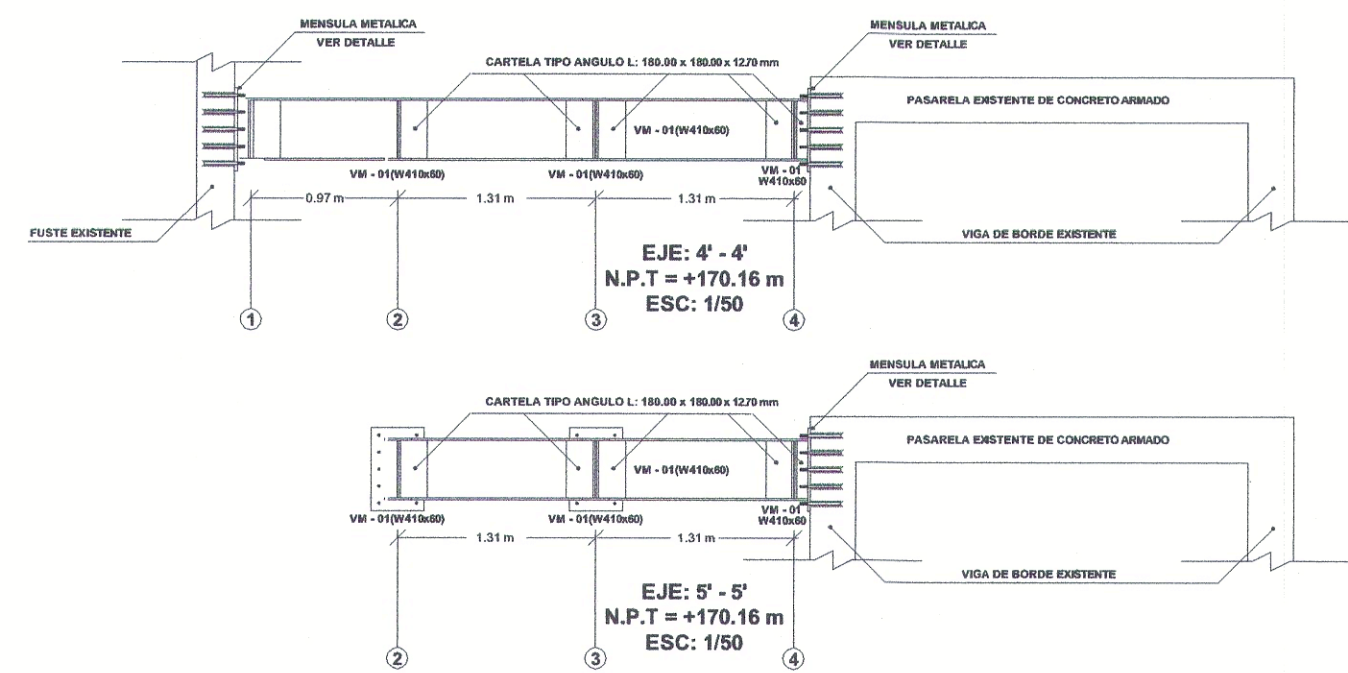 MENSULA METALICA
VER DETALLE
MENSULA METALICA
VER DETALLE
CARTELA TIPO ANGULO L: 180.00 x 180.00 x 12.70 mm
PASARELA EXISTENTE DE CONCRETO ARMADO
VM - 01(W410x60)
VM - 01(W410x60)
VM - 01(W410x60)
VM - 01
W410x60
0.97 m
1.31 m
1.31 m
FUSTE EXISTENTE
VIGA DE BORDE EXISTENTE
EJE: 4' - 4'
N.P.T = +170.16 m
ESC: 1/50
1
2
3
4
MENSULA METALICA
VER DETALLE
CARTELA TIPO ANGULO L: 180.00 x 180.00 x 12.70 mm
PASARELA EXISTENTE DE CONCRETO ARMADO
VM - 01(W410x60)
VM - 01(W410x60)
VM - 01(W410x60)
VM - 01
W410x60
1.31 m
1.31 m
VIGA DE BORDE EXISTENTE
EJE: 5' - 5'
N.P.T = +170.16 m
ESC: 1/50
2
3
4